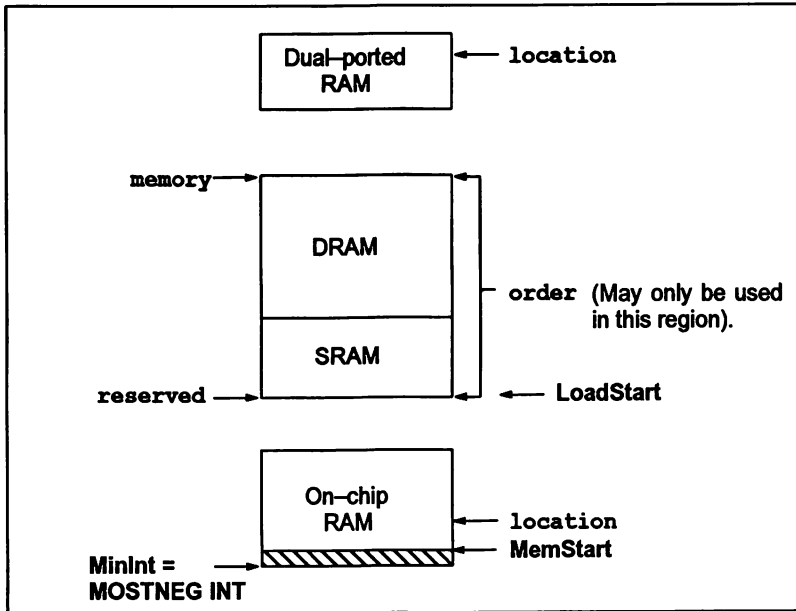 Dual–ported
RAM
location
memory
DRAM
order (May only be used
in this region).
SRAM
reserved
LoadStart
On–chip
RAM
location
MemStart
MinInt =
MOSTNEG INT